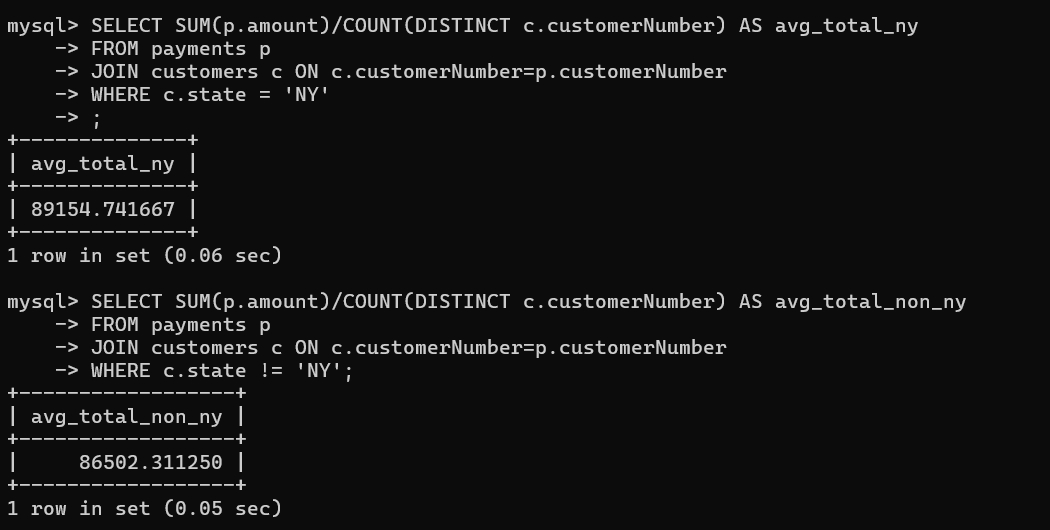 mysql> SELECT SUM(p.amount)/COUNT(DISTINCT c.customerNumber) AS avg_total_ny
    -> FROM payments p
    -> JOIN customers c ON c.customerNumber=p.customerNumber
    -> WHERE c.state = 'NY'
    -> ;
+--------------+
| avg_total_ny |
+--------------+
| 89154.741667 |
+--------------+
1 row in set (0.06 sec)

mysql> SELECT SUM(p.amount)/COUNT(DISTINCT c.customerNumber) AS avg_total_non_ny
    -> FROM payments p
    -> JOIN customers c ON c.customerNumber=p.customerNumber
    -> WHERE c.state != 'NY';
+------------------+
| avg_total_non_ny |
+------------------+
|     86502.311250 |
+------------------+
1 row in set (0.05 sec)